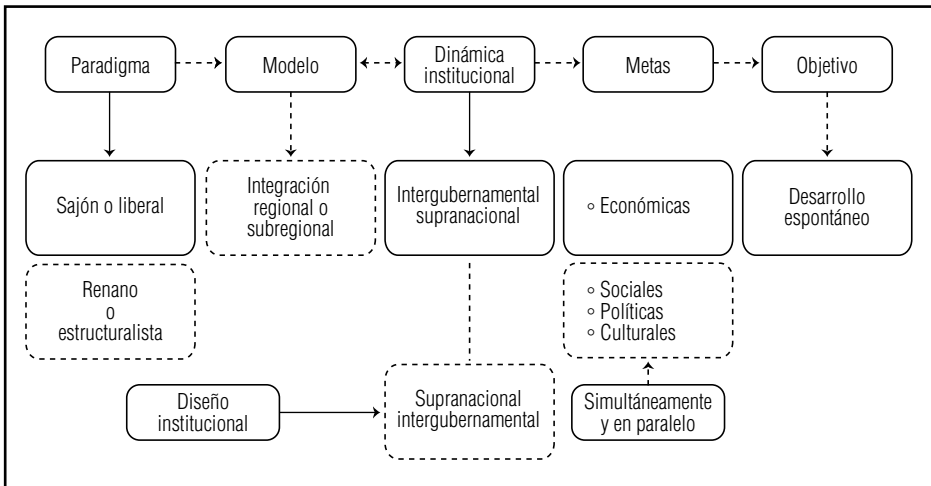 Paradigma
Modelo
Dinámica
institucional
Metas
Objetivo
Sajón o liberal
Integración
regional o
subregional
Intergubernamental
supranacional
Económicas
Desarrollo
espontáneo
Renano
o
estructuralista
Sociales
Políticas
Culturales
Diseño
institucional
Supranacional
intergubernamental
Simultáneamente
y en paralelo